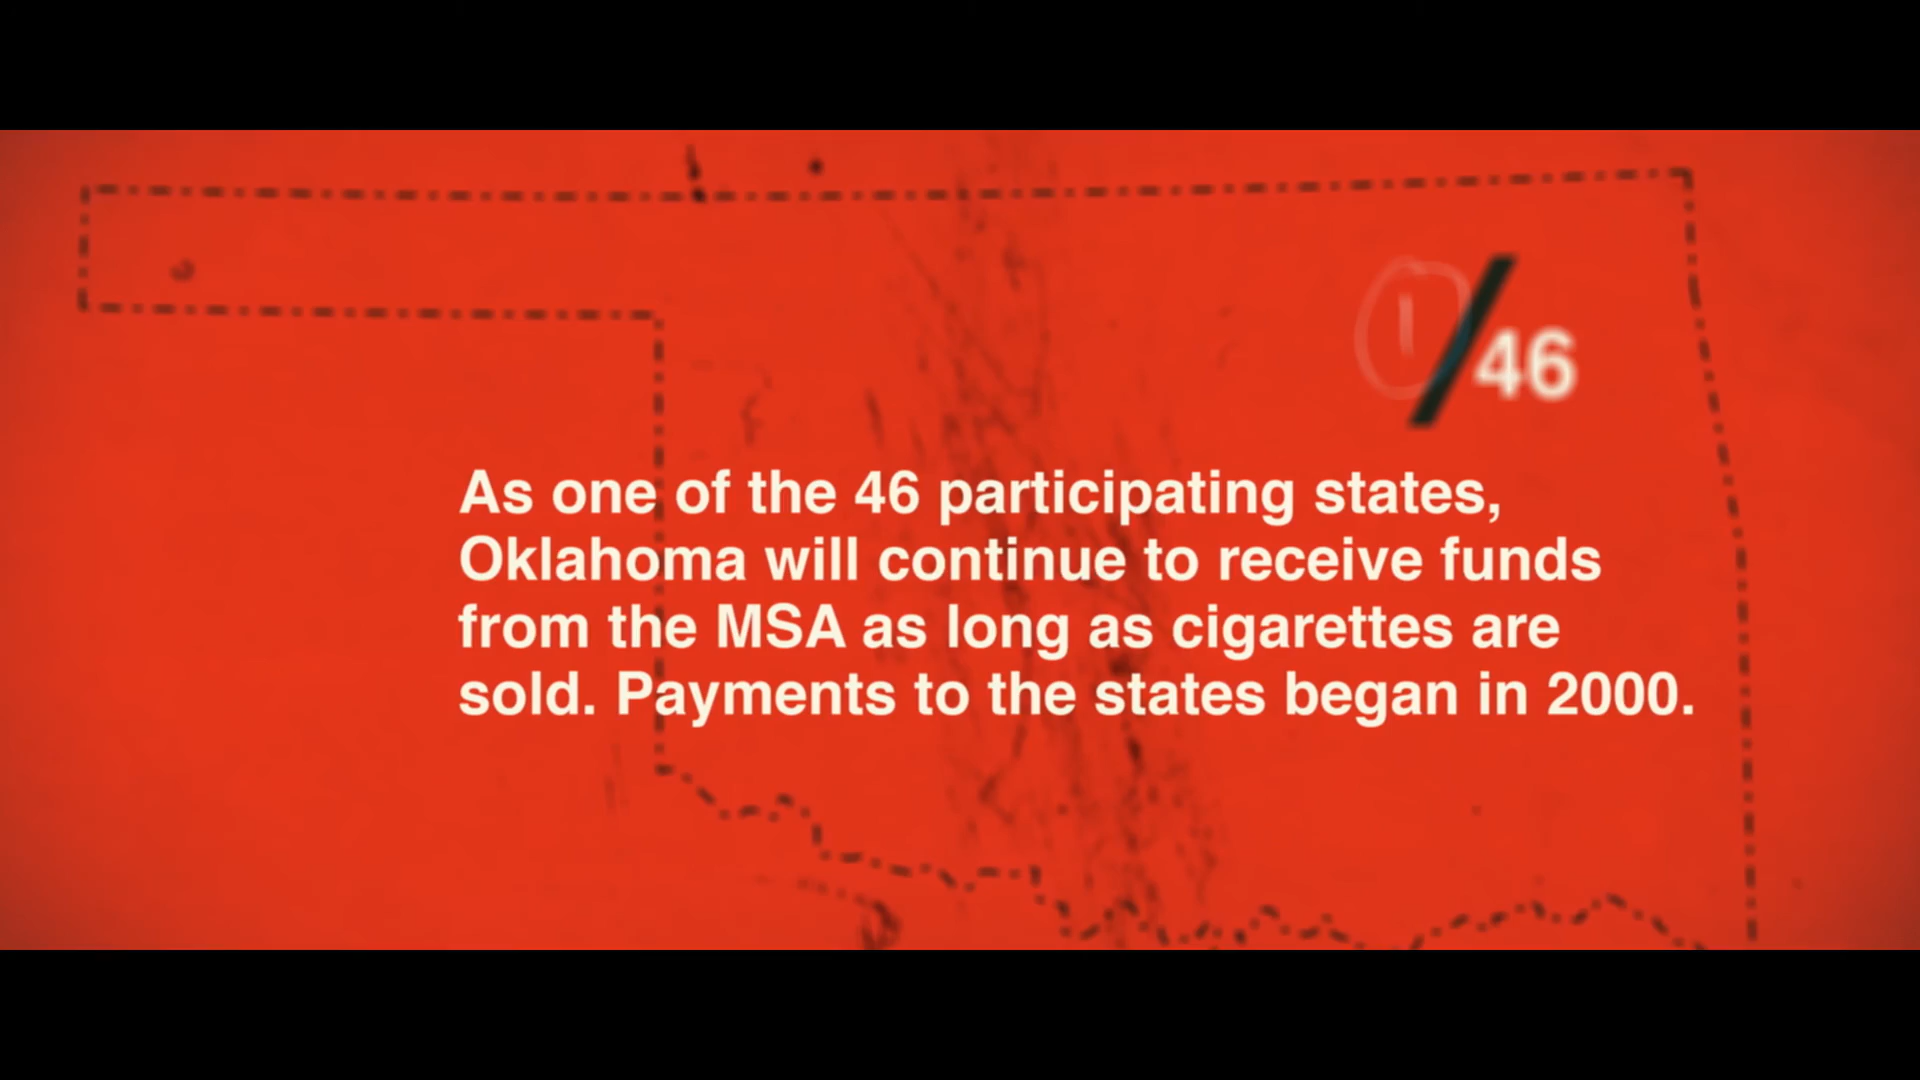 1/46
As one of the 46 participating states,
Oklahoma will continue to receive funds
from the MSA as long as cigarettes are
sold. Payments to the states began in 2000.